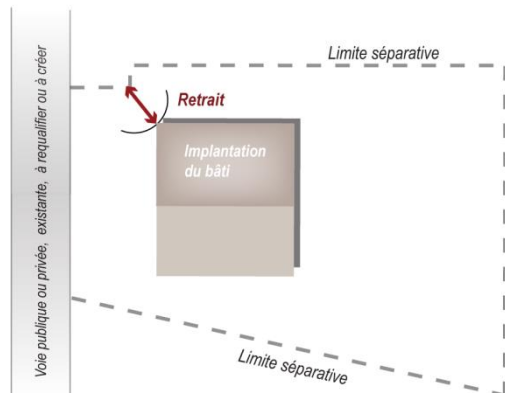 Voie publique ou privée, existante, à requalifier ou à créer
Limite séparative
Retrait
Implantation
du bâti
Limite séparative